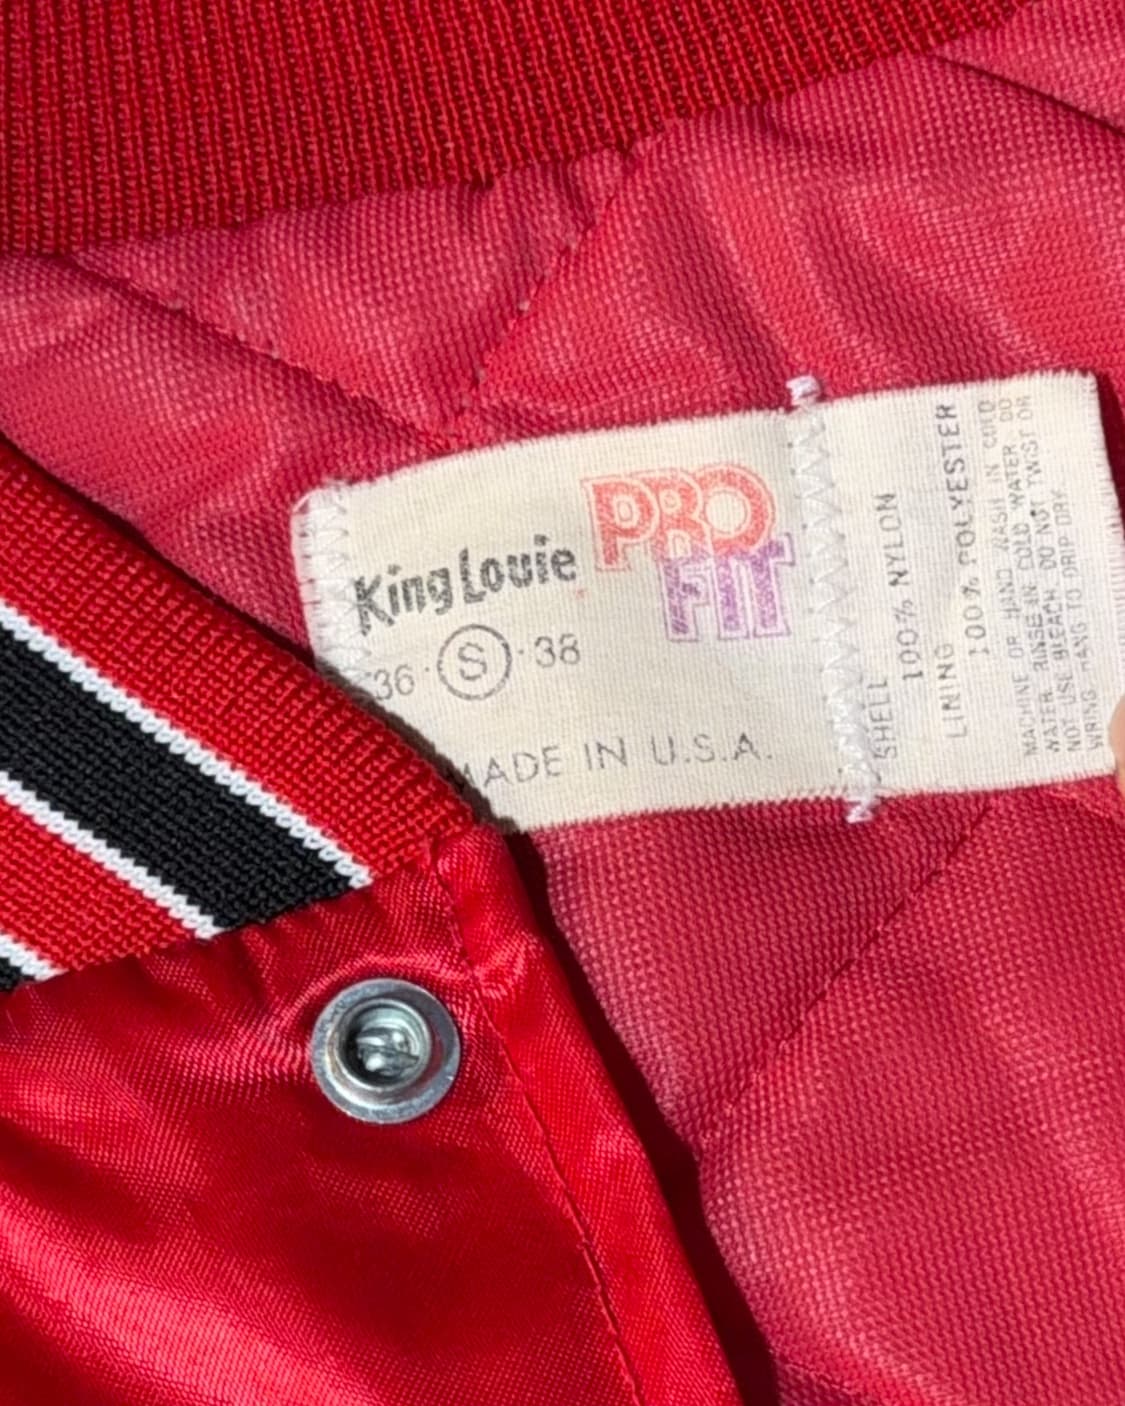 King Louie PRO
FIT
36 · S · 38
MADE IN U.S.A.
SHELL
100% NYLON
LINING
100% POLYESTER
MACHINE OR HAND WASH IN COLD
WATER. RINSE IN COLD WATER DO
NOT USE BLEACH. DO NOT TWIST OR
WRING. HANG TO DRIP DRY.